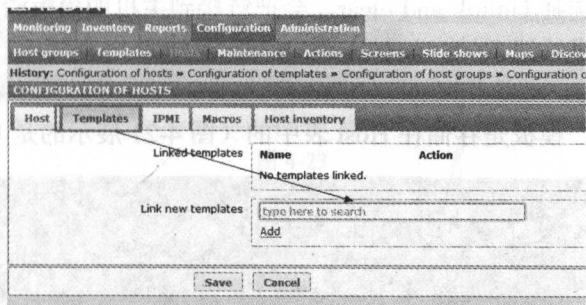 Monitoring Inventory Reports Configuration Administration
Host groups Templates Maintenance Actions Screens Slide shows Maps Disco
History: Configuration of hosts » Configuration of templates » Configuration of host groups » Configuration o
CONFIGURATION OF HOSTS
Host Templates IPMI Macros Host inventory
Linked templates Name Action
No templates linked.
Link new templates type here to search
Add
Save Cancel